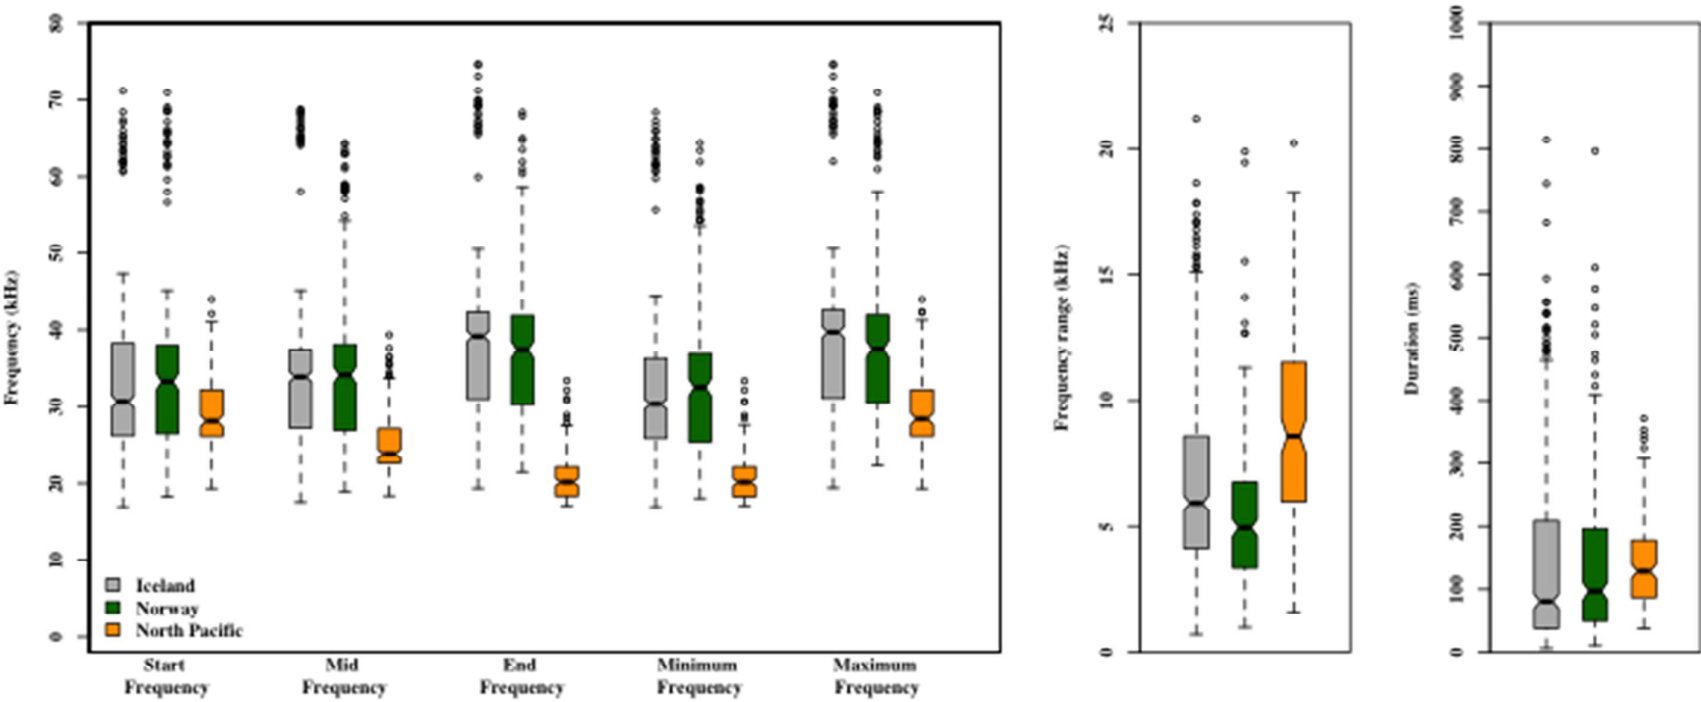 Frequency (kHz)
80
70
60
50
40
30
20
10
0
Iceland
Norway
North Pacific
Start
Frequency
Mid
Frequency
End
Frequency
Minimum
Frequency
Maximum
Frequency
Frequency range (kHz)
25
20
15
10
5
0
Duration (ms)
1000
900
800
700
600
500
400
300
200
100
0